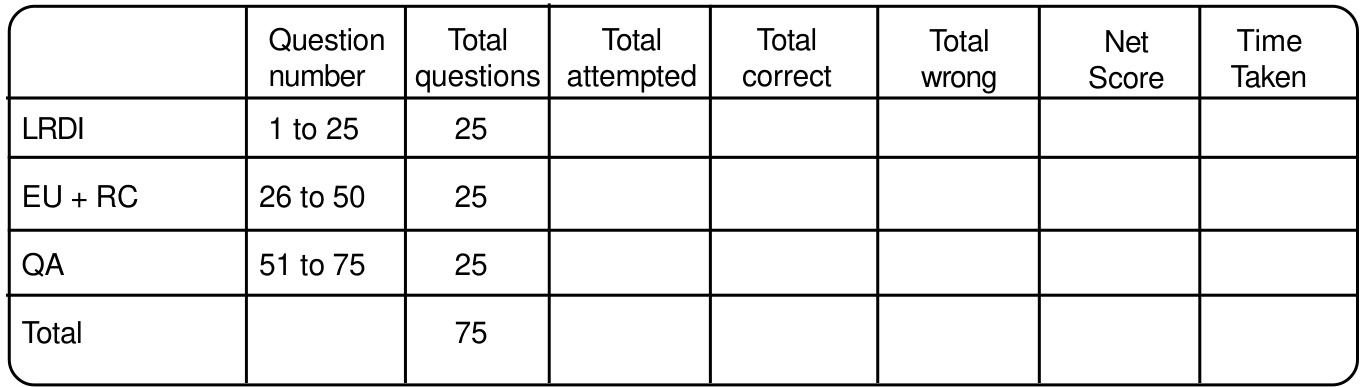 Question number Total questions Total attempted Total correct Total wrong Net Score Time Taken
LRDI 1 to 25 25
EU + RC 26 to 50 25
QA 51 to 75 25
Total 75